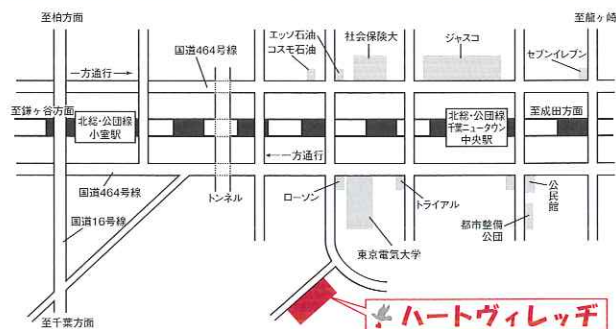 至柏方面
至龍ヶ崎
エッソ石油
社会保険大
ジャスコ
国道464号線
コスモ石油
セブンイレブン
一方通行
至鎌ヶ谷方面
北総・公団線
小室駅
北総・公団線
千葉ニュータウン
中央駅
至成田方面
一方通行
国道464号線
トンネル
ローソン
トライアル
公民館
国道16号線
都市整備
公団
東京電気大学
ハートヴィレッヂ
至千葉方面